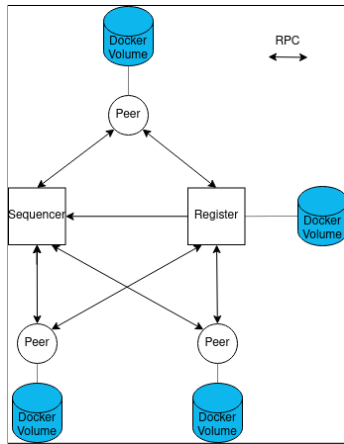 Docker
Volume
RPC
Peer
Sequencer
Register
Docker
Volume
Peer
Peer
Docker
Volume
Docker
Volume